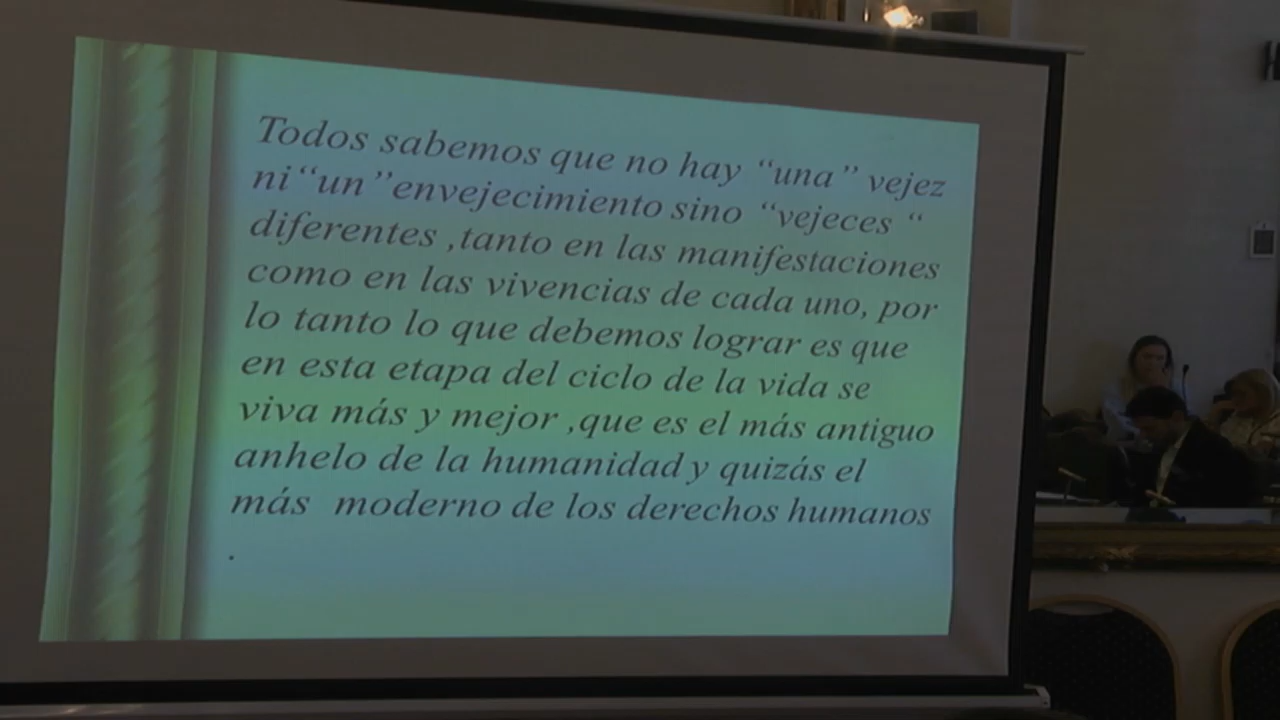 Todos sabemos que no hay “una” vejez
ni “un” envejecimiento sino “vejeces “
diferentes ,tanto en las manifestaciones
como en las vivencias de cada uno, por
lo tanto lo que debemos lograr es que
en esta etapa del ciclo de la vida se
viva más y mejor ,que es el más antiguo
anhelo de la humanidad y quizás el
más moderno de los derechos humanos
.